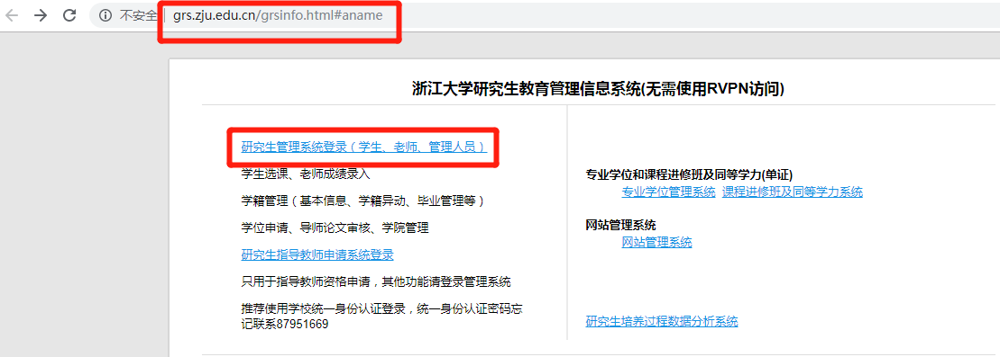 不安全 grs.zju.edu.cn/grsinfo.html#aname
浙江大学研究生教育管理信息系统(无需使用RVPN访问)
研究生管理系统登录（学生、老师、管理人员）
学生选课、老师成绩录入
学籍管理（基本信息、学籍异动、毕业管理等）
学位申请、导师论文审核、学院管理
研究生指导教师申请系统登录
只用于指导教师资格申请，其他功能请登录管理系统
推荐使用学校统一身份认证登录，统一身份认证密码忘
记联系87951669
专业学位和课程进修班及同等学力(单证)
专业学位管理系统 课程进修班及同等学力系统
网站管理系统
网站管理系统
研究生培养过程数据分析系统